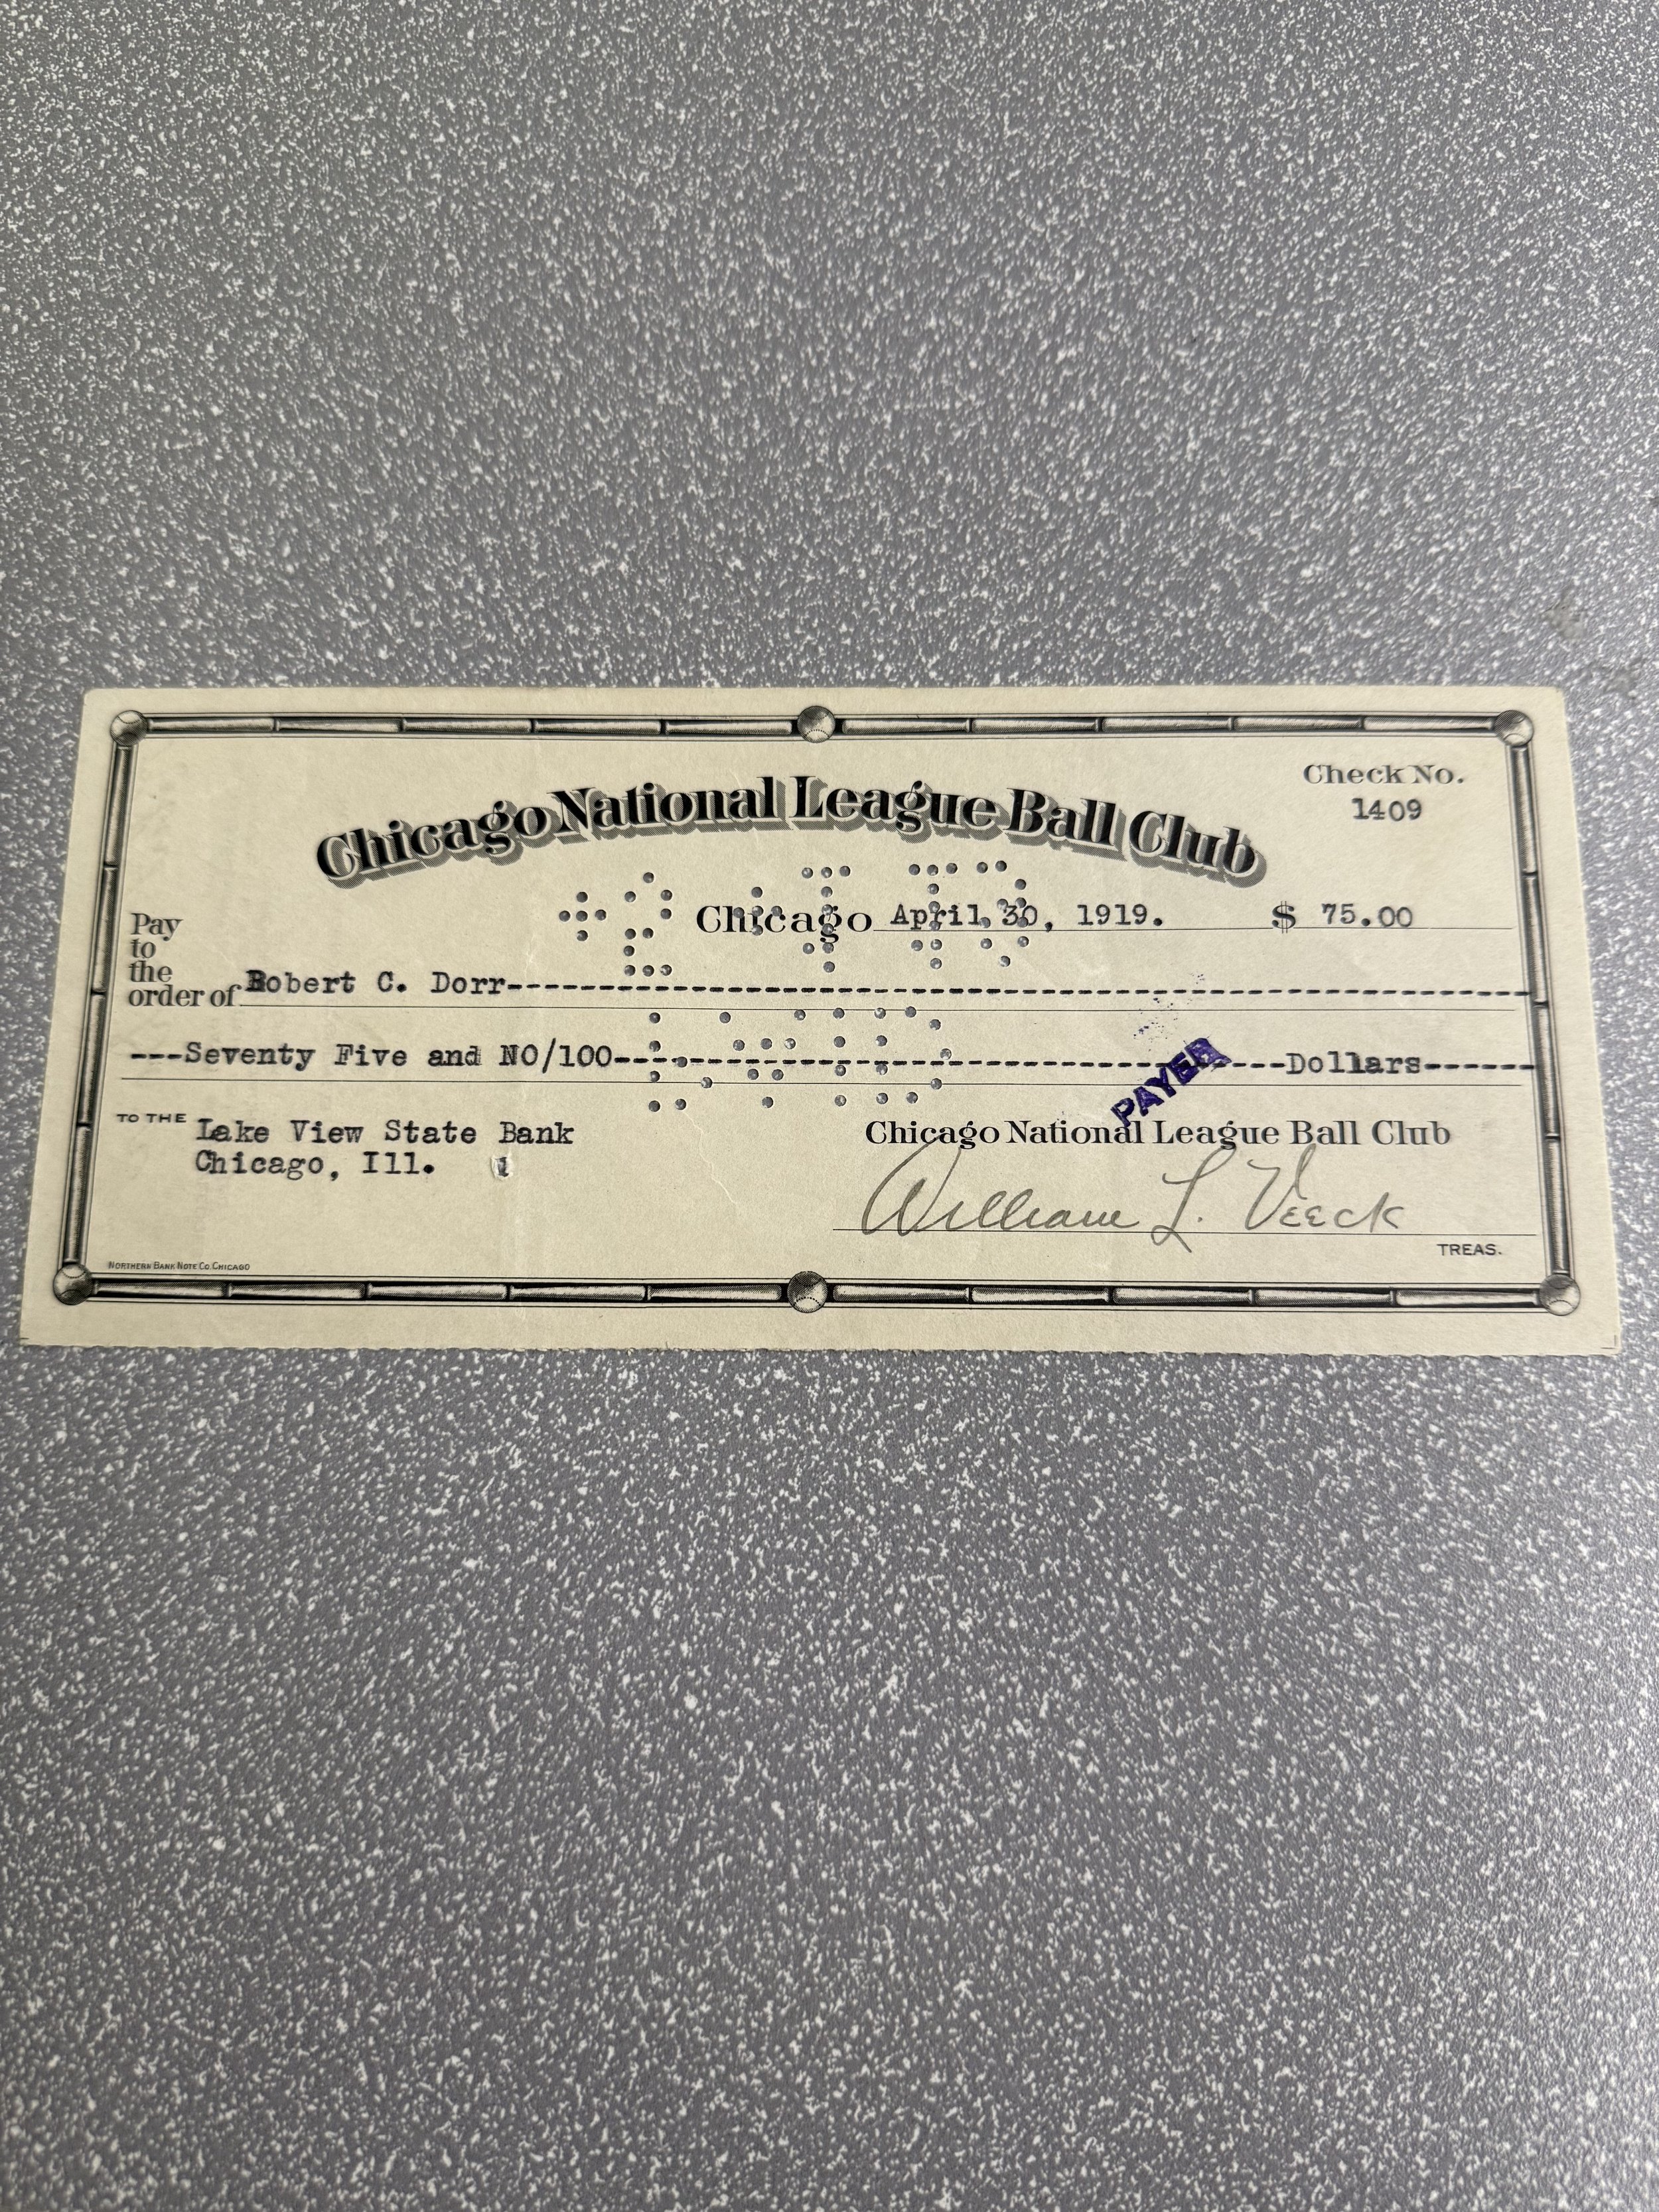 Check No.
1409
Chicago National League Ball Club
Chicago April 30, 1919. $ 75.00
Pay
to
the
order of Robert C. Dorr
---Seventy Five and NO/100---Dollars---
PAYER
TO THE Lake View State Bank
Chicago, Ill.
Chicago National League Ball Club
William L. Veeck
TREAS.
NORTHERN BANK NOTE CO. CHICAGO
PAID